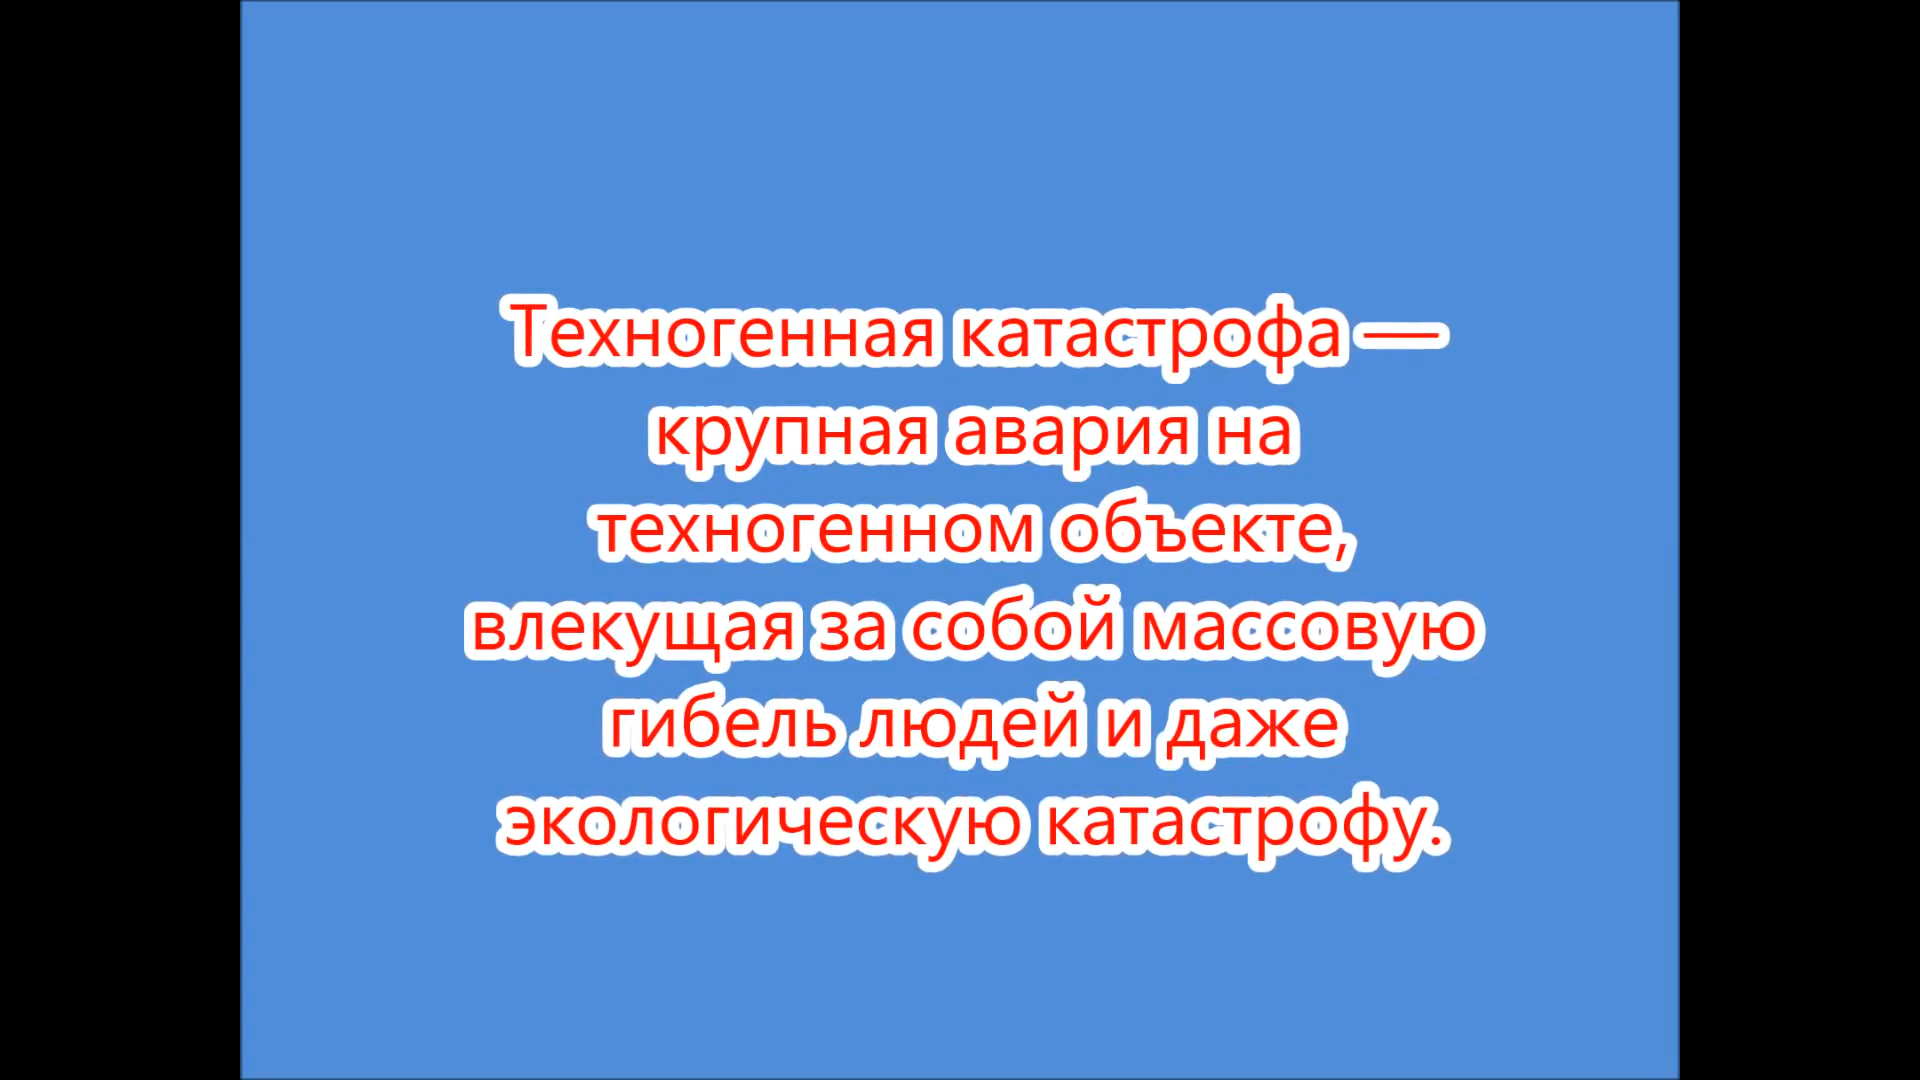 Техногенная катастрофа —
крупная авария на
техногенном объекте,
влекущая за собой массовую
гибель людей и даже
экологическую катастрофу.